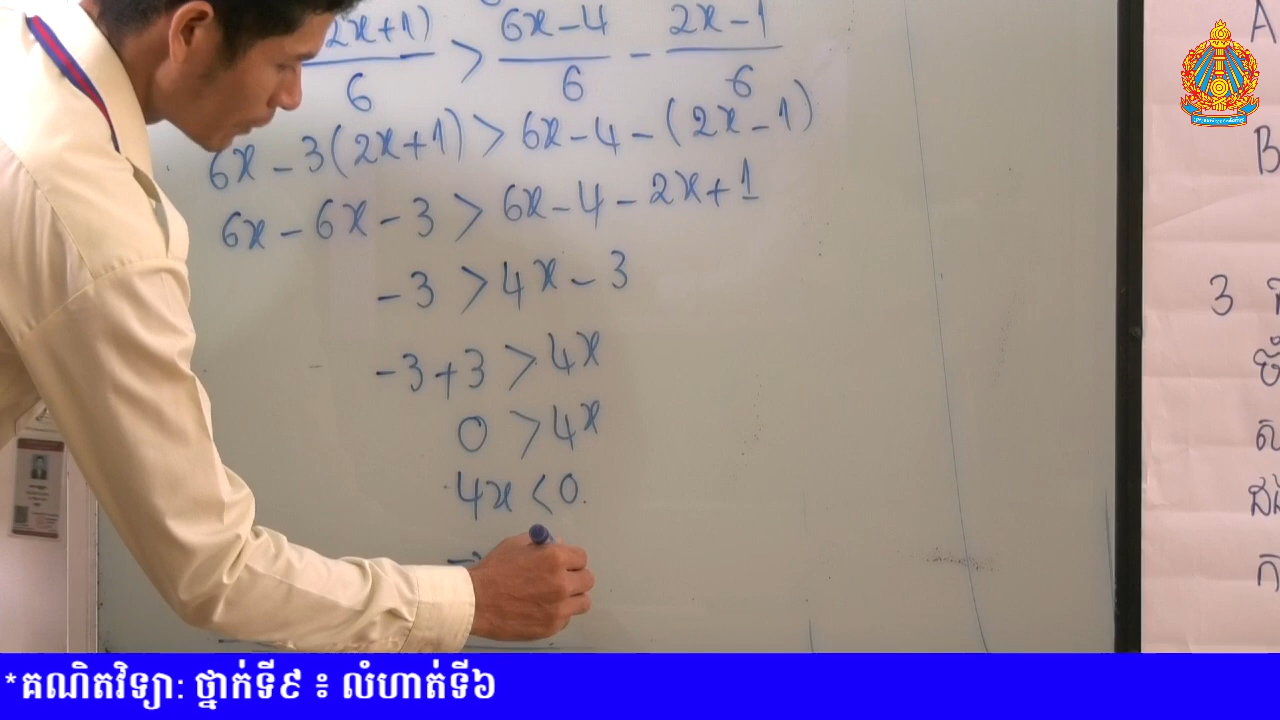 2x+1)/6 > 6x-4/6 - 2x-1/6
6x - 3(2x+1) > 6x-4-(2x-1)
6x - 6x - 3 > 6x-4-2x+1
-3 > 4x-3
-3+3 > 4x
0 > 4x
4x < 0
A
B
3
*គណិតវិទ្យា: ថ្នាក់ទី៩ ៖ លំហាត់ទី៦